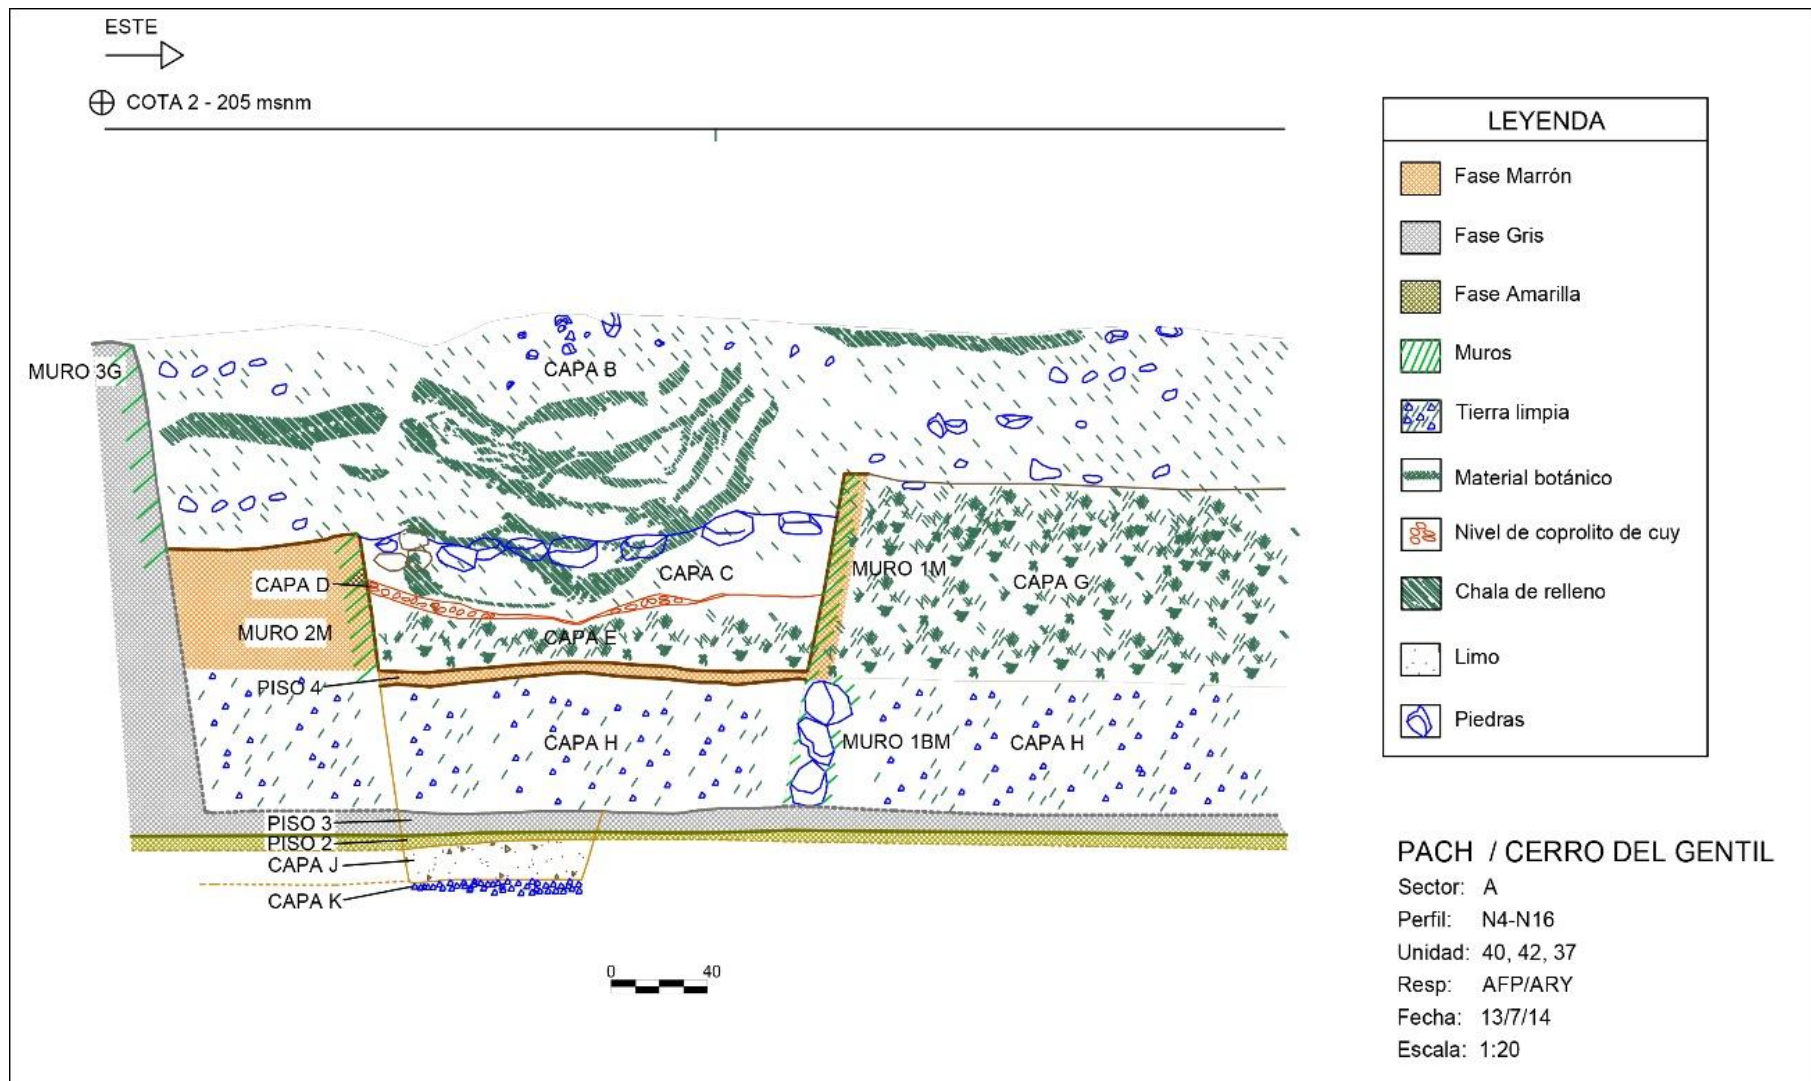 ESTE
COTA 2 - 205 msnm
LEYENDA
Fase Marrón
Fase Gris
Fase Amarilla
Muros
Tierra limpia
Material botánico
Nivel de coprolito de cuy
Chala de relleno
Limo
Piedras
MURO 3G
CAPA B
CAPA C
MURO 1M
CAPA G
CAPA D
MURO 2M
CAPA E
PISO 4
CAPA H
MURO 1BM
CAPA H
PISO 3
PISO 2
CAPA J
CAPA K
0 40
PACH / CERRO DEL GENTIL
Sector: A
Perfil: N4-N16
Unidad: 40, 42, 37
Resp: AFP/ARY
Fecha: 13/7/14
Escala: 1:20